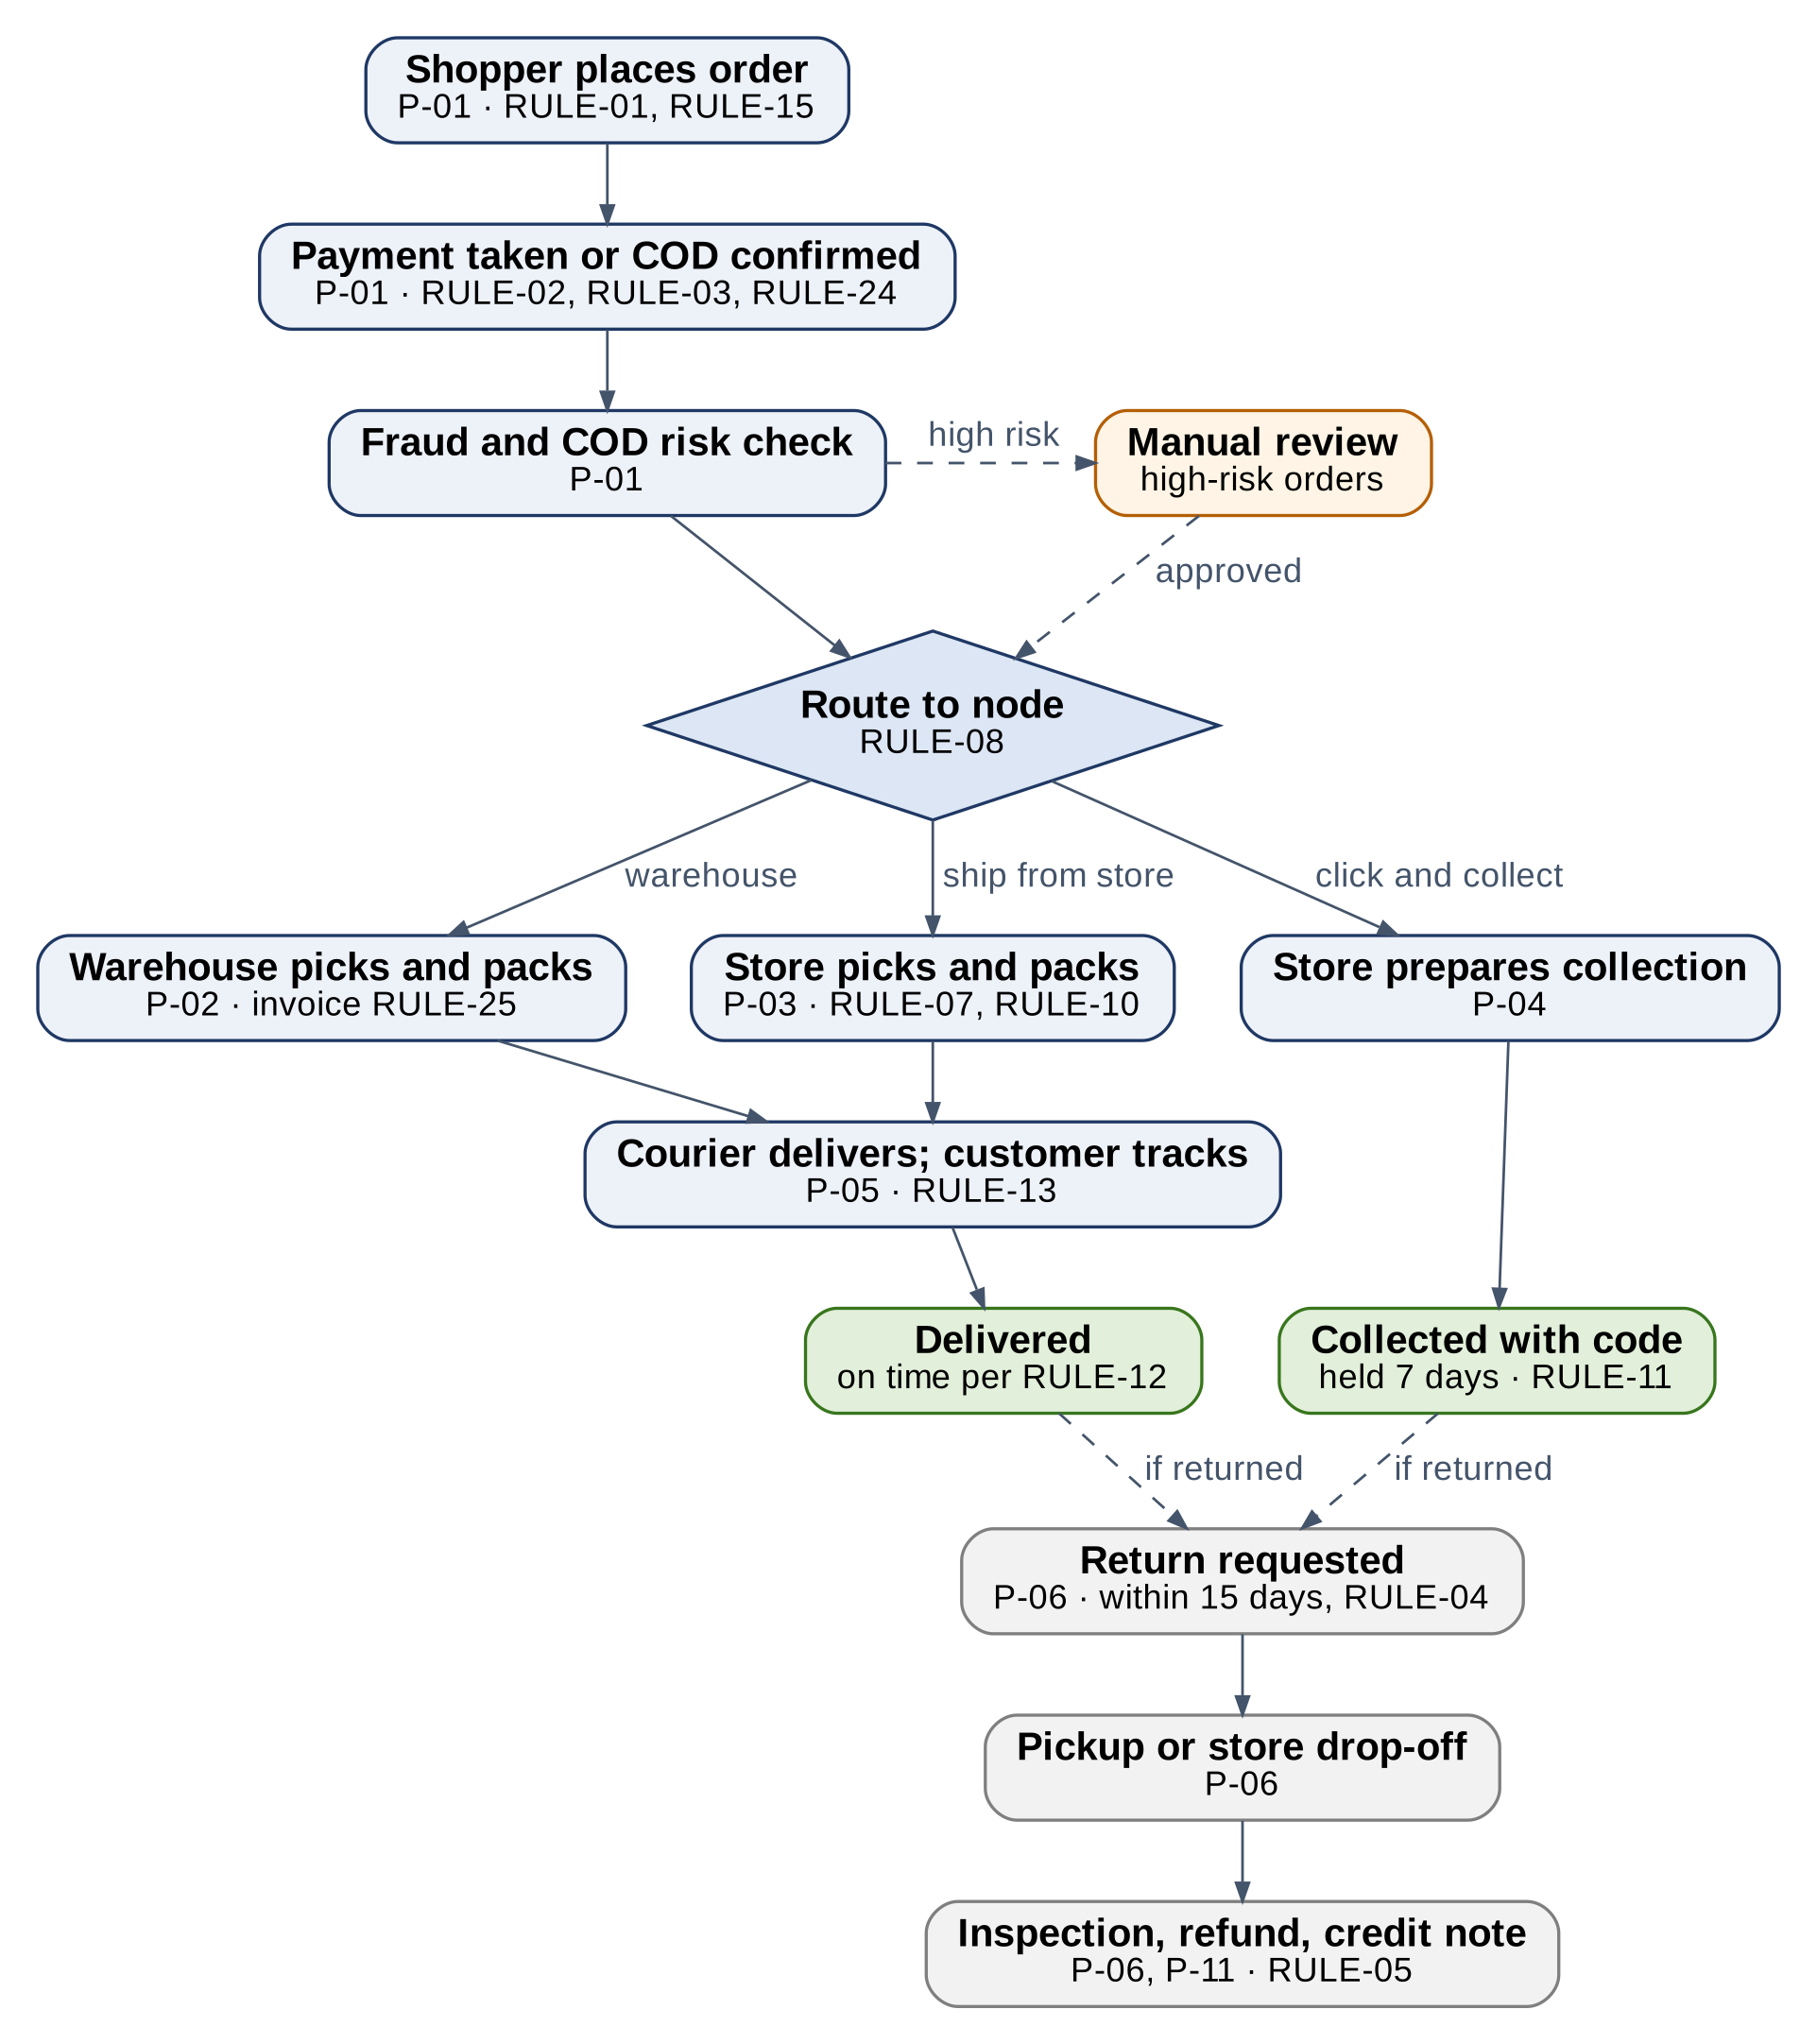 Shopper places order
P-01 · RULE-01, RULE-15
Payment taken or COD confirmed
P-01 · RULE-02, RULE-03, RULE-24
Fraud and COD risk check
P-01
high risk
Manual review
high-risk orders
approved
Route to node
RULE-08
warehouse
ship from store
click and collect
Warehouse picks and packs
P-02 · invoice RULE-25
Store picks and packs
P-03 · RULE-07, RULE-10
Store prepares collection
P-04
Courier delivers; customer tracks
P-05 · RULE-13
Delivered
on time per RULE-12
Collected with code
held 7 days · RULE-11
if returned
if returned
Return requested
P-06 · within 15 days, RULE-04
Pickup or store drop-off
P-06
Inspection, refund, credit note
P-06, P-11 · RULE-05